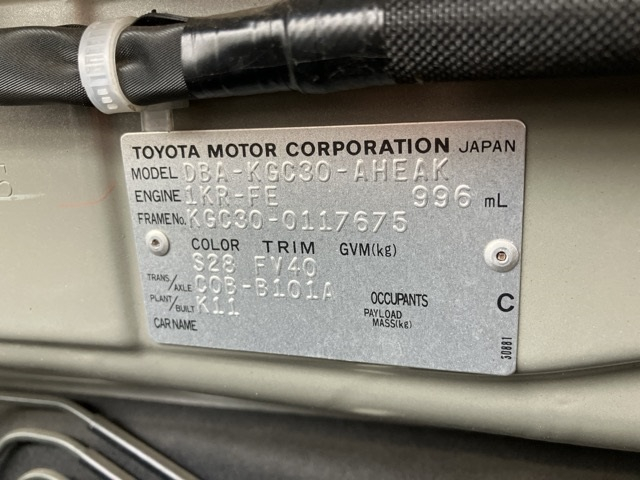 TOYOTA MOTOR CORPORATION JAPAN
MODEL DBA-KGC30-AHEAK
ENGINE 1KR-FE 996 mL
FRAME No. KGC30-0117675
COLOR TRIM GVM(kg)
S28 FV40
TRANS/AXLE C0B-B101A
PLANT/BUILT K11
OCCUPANTS
C
PAYLOAD
MASS(kg)
CAR NAME
30881